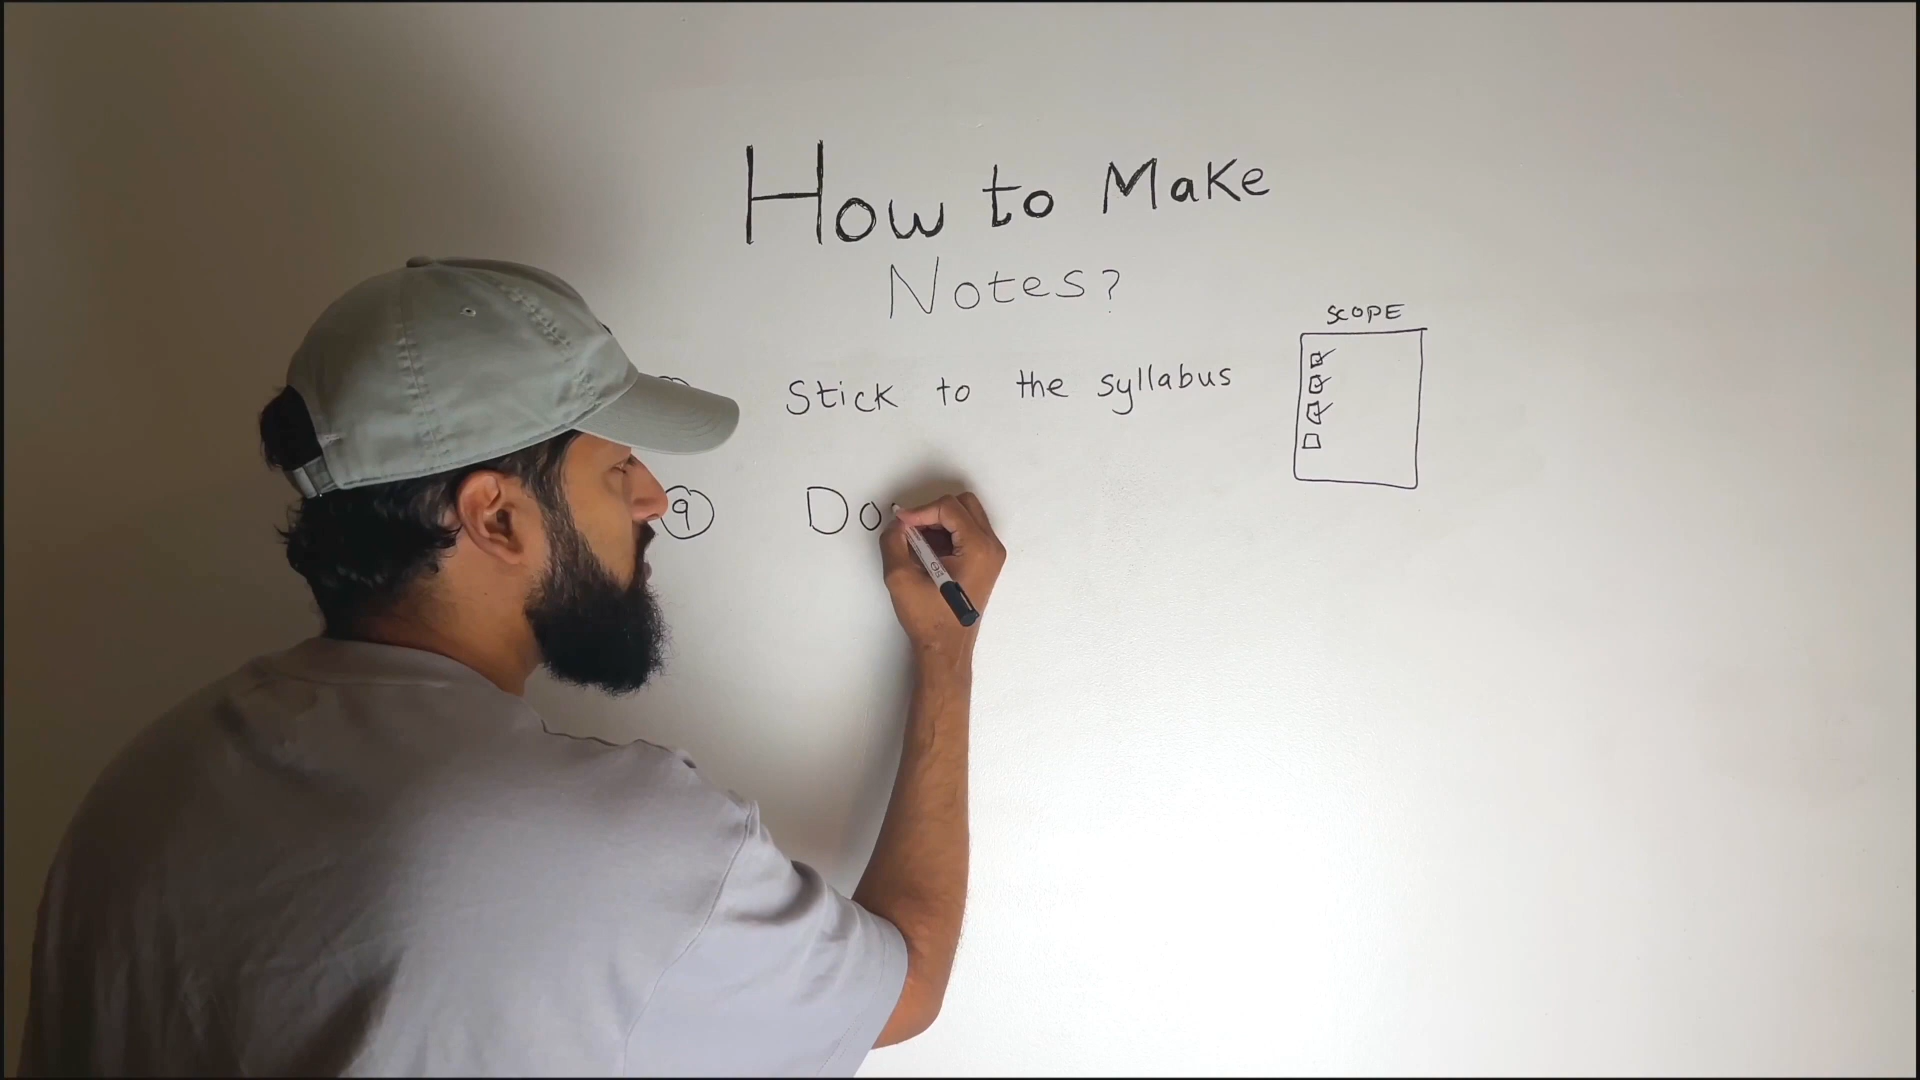 How to Make
Notes?
SCOPE
Stick to the syllabus
9 Do